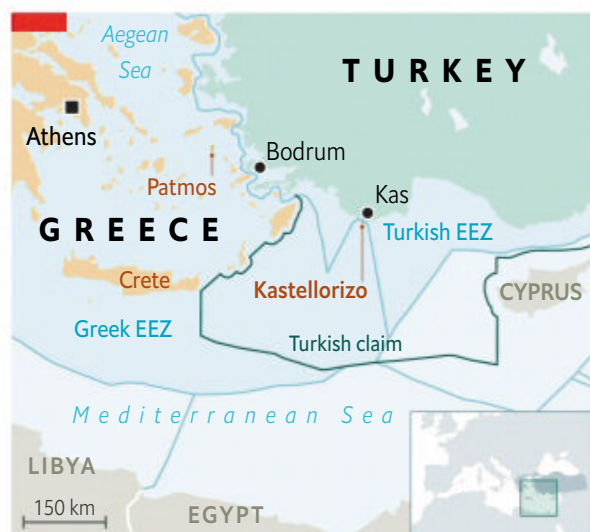 Aegean
Sea
TURKEY
Athens
Bodrum
Patmos
Kas
GREECE
Turkish EEZ
Crete
Kastellorizo
CYPRUS
Greek EEZ
Turkish claim
Mediterranean Sea
LIBYA
150 km
EGYPT